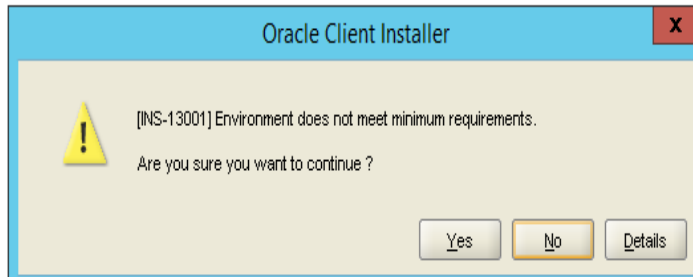 Oracle Client Installer
X
[INS-13001] Environment does not meet minimum requirements.
Are you sure you want to continue ?
Yes No Details